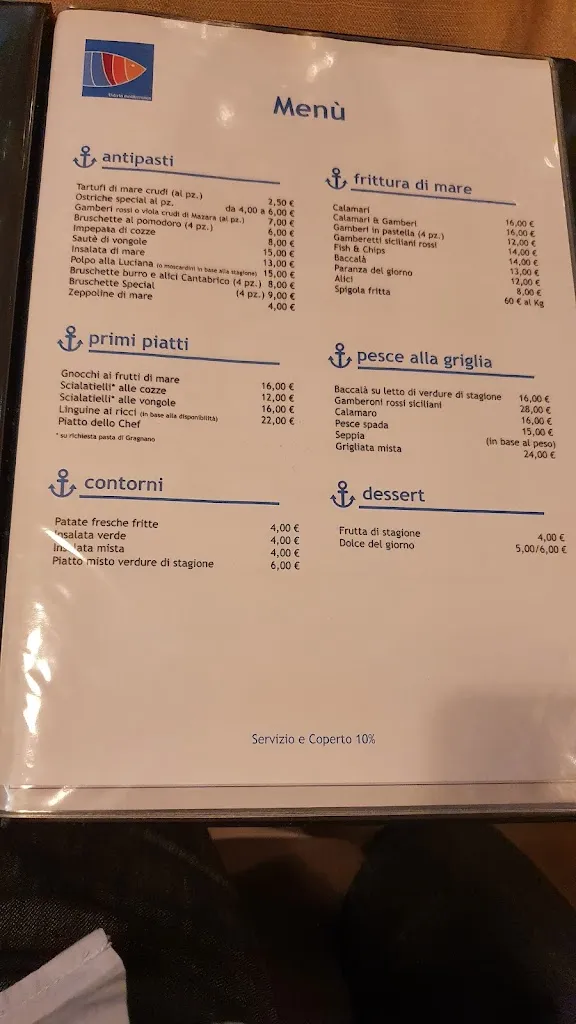 Menù
antipasti
Tartufi di mare crudi (al pz.) 2,50 €
Ostriche special al pz. da 4,00 a 6,00 €
Gamberi rossi o viola crudi di Mazara (al pz.) 7,00 €
Bruschette al pomodoro (4 pz.) 6,00 €
Impepata di cozze 8,00 €
Sautè di vongole 15,00 €
Insalata di mare 13,00 €
Polpo alla Luciana (o moscardini in base alla stagione) 15,00 €
Bruschette burro e alici Cantabrico (4 pz.) 8,00 €
Bruschette Special (4 pz.) 9,00 €
Zeppoline di mare 4,00 €
primi piatti
Gnocchi ai frutti di mare 16,00 €
Scialatielli* alle cozze 12,00 €
Scialatielli* alle vongole 16,00 €
Linguine ai ricci (in base alla disponibilità) 22,00 €
Piatto dello Chef
* su richiesta pasta di Gragnano
contorni
Patate fresche fritte 4,00 €
Insalata verde 4,00 €
Insalata mista 4,00 €
Piatto misto verdure di stagione 6,00 €
frittura di mare
Calamari 16,00 €
Calamari & Gamberi 16,00 €
Gamberi in pastella (4 pz.) 12,00 €
Gamberetti siciliani rossi 14,00 €
Fish & Chips 14,00 €
Baccalà 13,00 €
Paranza del giorno 12,00 €
Alici 8,00 €
Spigola fritta 60 € al Kg
pesce alla griglia
Baccalà su letto di verdure di stagione 16,00 €
Gamberoni rossi siciliani 28,00 €
Calamaro 16,00 €
Pesce spada 15,00 €
Seppia (in base al peso)
Grigliata mista 24,00 €
dessert
Frutta di stagione 4,00 €
Dolce del giorno 5,00/6,00 €
Servizio e Coperto 10%